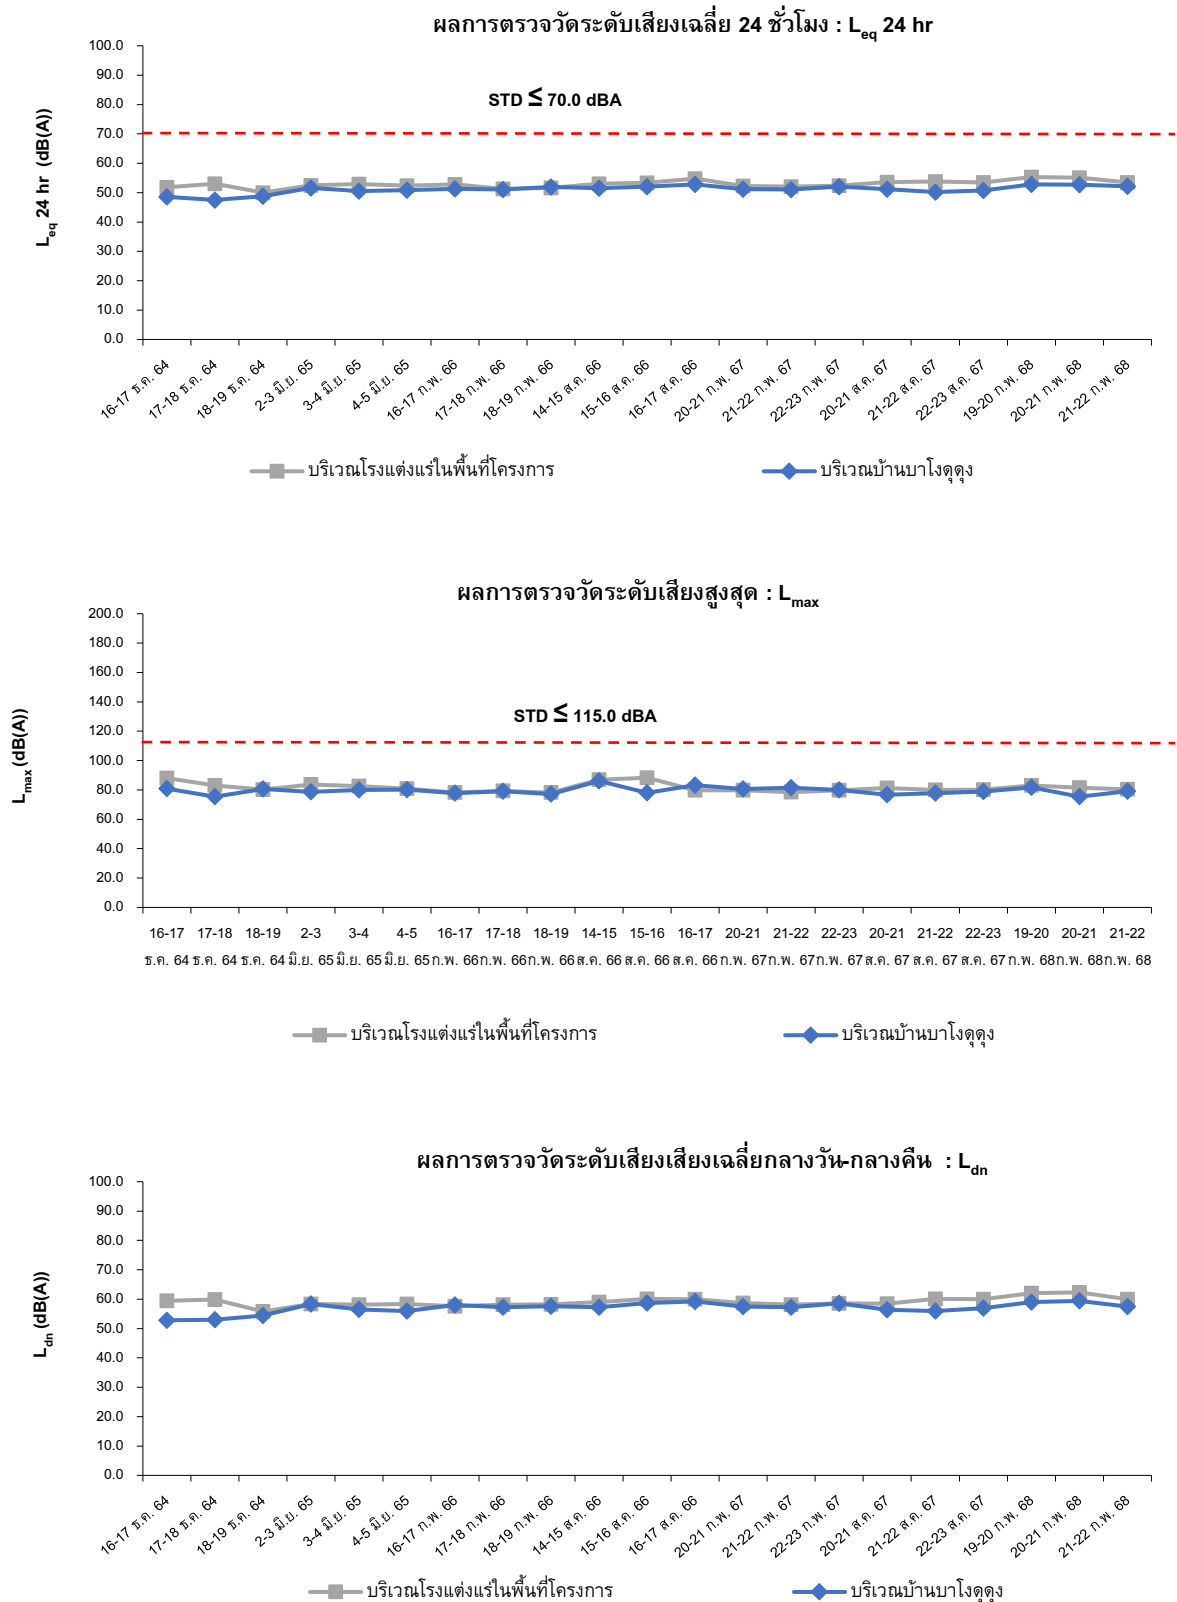 ผลการตรวจวัดระดับเสียงเฉลี่ย 24 ชั่วโมง : Leq 24 hr
100.0
90.0
80.0
70.0
60.0
50.0
40.0
30.0
20.0
10.0
0.0
Leq 24 hr (dB(A))
STD ≤ 70.0 dBA
16-17 ธ.ค. 64
17-18 ธ.ค. 64
18-19 ธ.ค. 64
2-3 มิ.ย. 65
3-4 มิ.ย. 65
4-5 มิ.ย. 65
16-17 ก.พ. 66
17-18 ก.พ. 66
18-19 ก.พ. 66
14-15 ส.ค. 66
15-16 ส.ค. 66
16-17 ส.ค. 66
20-21 ก.พ. 67
21-22 ก.พ. 67
22-23 ก.พ. 67
20-21 ส.ค. 67
21-22 ส.ค. 67
22-23 ส.ค. 67
19-20 ก.พ. 68
20-21 ก.พ. 68
21-22 ก.พ. 68
บริเวณโรงแต่งแร่ในพื้นที่โครงการ บริเวณบ้านบาโงดุดุง
ผลการตรวจวัดระดับเสียงสูงสุด : Lmax
200.0
180.0
160.0
140.0
120.0
100.0
80.0
60.0
40.0
20.0
0.0
Lmax (dB(A))
STD ≤ 115.0 dBA
16-17 17-18 18-19 2-3 3-4 4-5 16-17 17-18 18-19 14-15 15-16 16-17 20-21 21-22 22-23 20-21 21-22 22-23 19-20 20-21 21-22
ธ.ค. 64 ธ.ค. 64 ธ.ค. 64 มิ.ย. 65 มิ.ย. 65 มิ.ย. 65 ก.พ. 66 ก.พ. 66 ก.พ. 66 ส.ค. 66 ส.ค. 66 ส.ค. 66 ก.พ. 67 ก.พ. 67 ก.พ. 67 ส.ค. 67 ส.ค. 67 ส.ค. 67 ก.พ. 68 ก.พ. 68 ก.พ. 68
บริเวณโรงแต่งแร่ในพื้นที่โครงการ บริเวณบ้านบาโงดุดุง
ผลการตรวจวัดระดับเสียงเสียงเฉลี่ยกลางวัน-กลางคืน : Ldn
100.0
90.0
80.0
70.0
60.0
50.0
40.0
30.0
20.0
10.0
0.0
Ldn (dB(A))
16-17 ธ.ค. 64
17-18 ธ.ค. 64
18-19 ธ.ค. 64
2-3 มิ.ย. 65
3-4 มิ.ย. 65
4-5 มิ.ย. 65
16-17 ก.พ. 66
17-18 ก.พ. 66
18-19 ก.พ. 66
14-15 ส.ค. 66
15-16 ส.ค. 66
16-17 ส.ค. 66
20-21 ก.พ. 67
21-22 ก.พ. 67
22-23 ก.พ. 67
20-21 ส.ค. 67
21-22 ส.ค. 67
22-23 ส.ค. 67
19-20 ก.พ. 68
20-21 ก.พ. 68
21-22 ก.พ. 68
บริเวณโรงแต่งแร่ในพื้นที่โครงการ บริเวณบ้านบาโงดุดุง